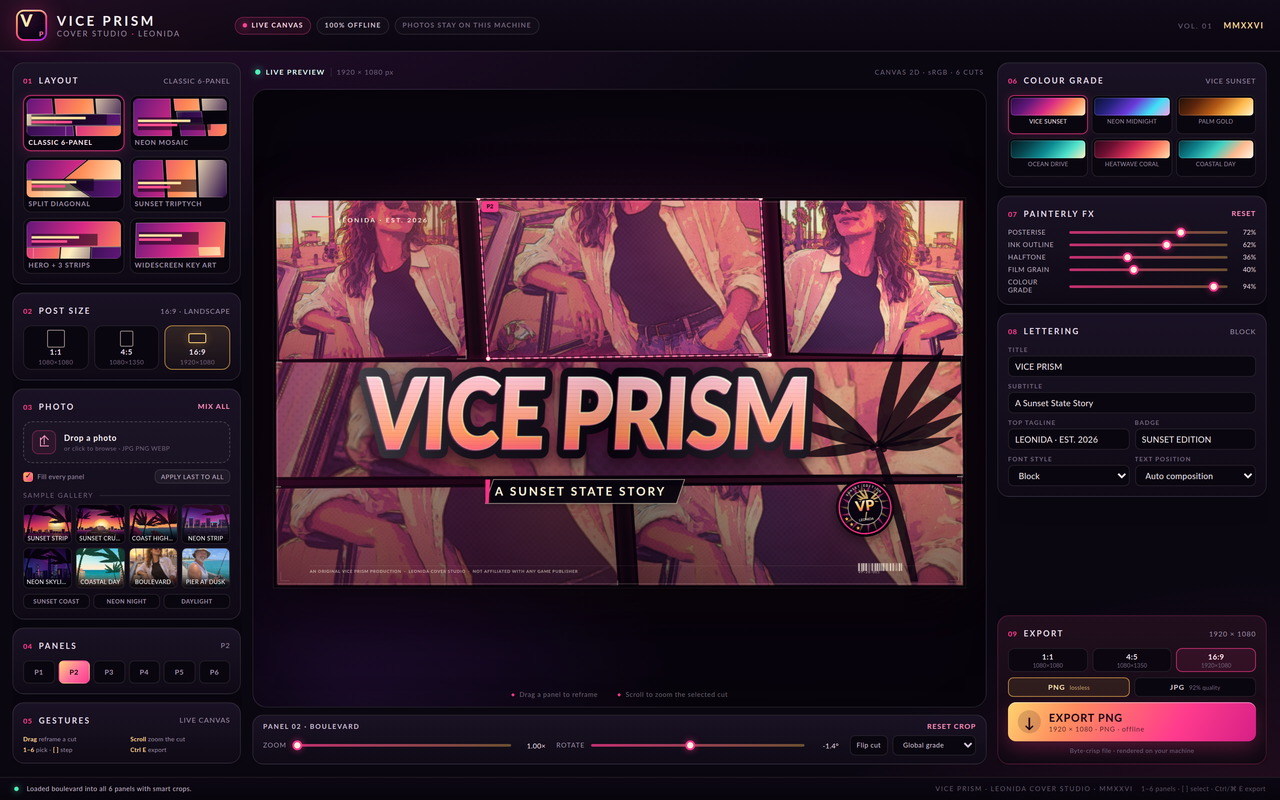 V
P
VICE PRISM
COVER STUDIO · LEONIDA
LIVE CANVAS
100% OFFLINE
PHOTOS STAY ON THIS MACHINE
VOL. 01
MMXXVI
01 LAYOUT
CLASSIC 6-PANEL
CLASSIC 6-PANEL
NEON MOSAIC
SPLIT DIAGONAL
SUNSET TRIPTYCH
HERO + 3 STRIPS
WIDESCREEN KEY ART
02 POST SIZE
16:9 · LANDSCAPE
1:1
1080×1080
4:5
1080×1350
16:9
1920×1080
03 PHOTO
MIX ALL
Drop a photo
or click to browse · JPG PNG WEBP
Fill every panel
APPLY LAST TO ALL
SAMPLE GALLERY
SUNSET STRIP
SUNSET CRU...
COAST HIGH...
NEON STRIP
NEON SKYLI...
COASTAL DAY
BOULEVARD
PIER AT DUSK
SUNSET COAST
NEON NIGHT
DAYLIGHT
04 PANELS
P2
P1
P2
P3
P4
P5
P6
05 GESTURES
LIVE CANVAS
Drag reframe a cut
Scroll zoom the cut
1–6 pick · [ ] step
Ctrl E export
LIVE PREVIEW
1920 × 1080 px
CANVAS 2D · sRGB · 6 CUTS
P2
LEONIDA · EST. 2026
VICE PRISM
A SUNSET STATE STORY
VP
LEONIDA
AN ORIGINAL VICE PRISM PRODUCTION · LEONIDA COVER STUDIO · NOT AFFILIATED WITH ANY GAME PUBLISHER
Drag a panel to reframe
Scroll to zoom the selected cut
PANEL 02 · BOULEVARD
RESET CROP
ZOOM
1.00×
ROTATE
-1.4°
Flip cut
Global grade
06 COLOUR GRADE
VICE SUNSET
VICE SUNSET
NEON MIDNIGHT
PALM GOLD
OCEAN DRIVE
HEATWAVE CORAL
COASTAL DAY
07 PAINTERLY FX
RESET
POSTERISE
72%
INK OUTLINE
62%
HALFTONE
36%
FILM GRAIN
40%
COLOUR GRADE
94%
08 LETTERING
BLOCK
TITLE
VICE PRISM
SUBTITLE
A Sunset State Story
TOP TAGLINE
BADGE
LEONIDA · EST. 2026
SUNSET EDITION
FONT STYLE
TEXT POSITION
Block
Auto composition
09 EXPORT
1920 × 1080
1:1
1080×1080
4:5
1080×1350
16:9
1920×1080
PNG lossless
JPG 92% quality
EXPORT PNG
1920 × 1080 · PNG · offline
Byte-crisp file · rendered on your machine
Loaded boulevard into all 6 panels with smart crops.
VICE PRISM · LEONIDA COVER STUDIO · MMXXVI
1–6 panels · [ ] select · Ctrl/⌘ E export